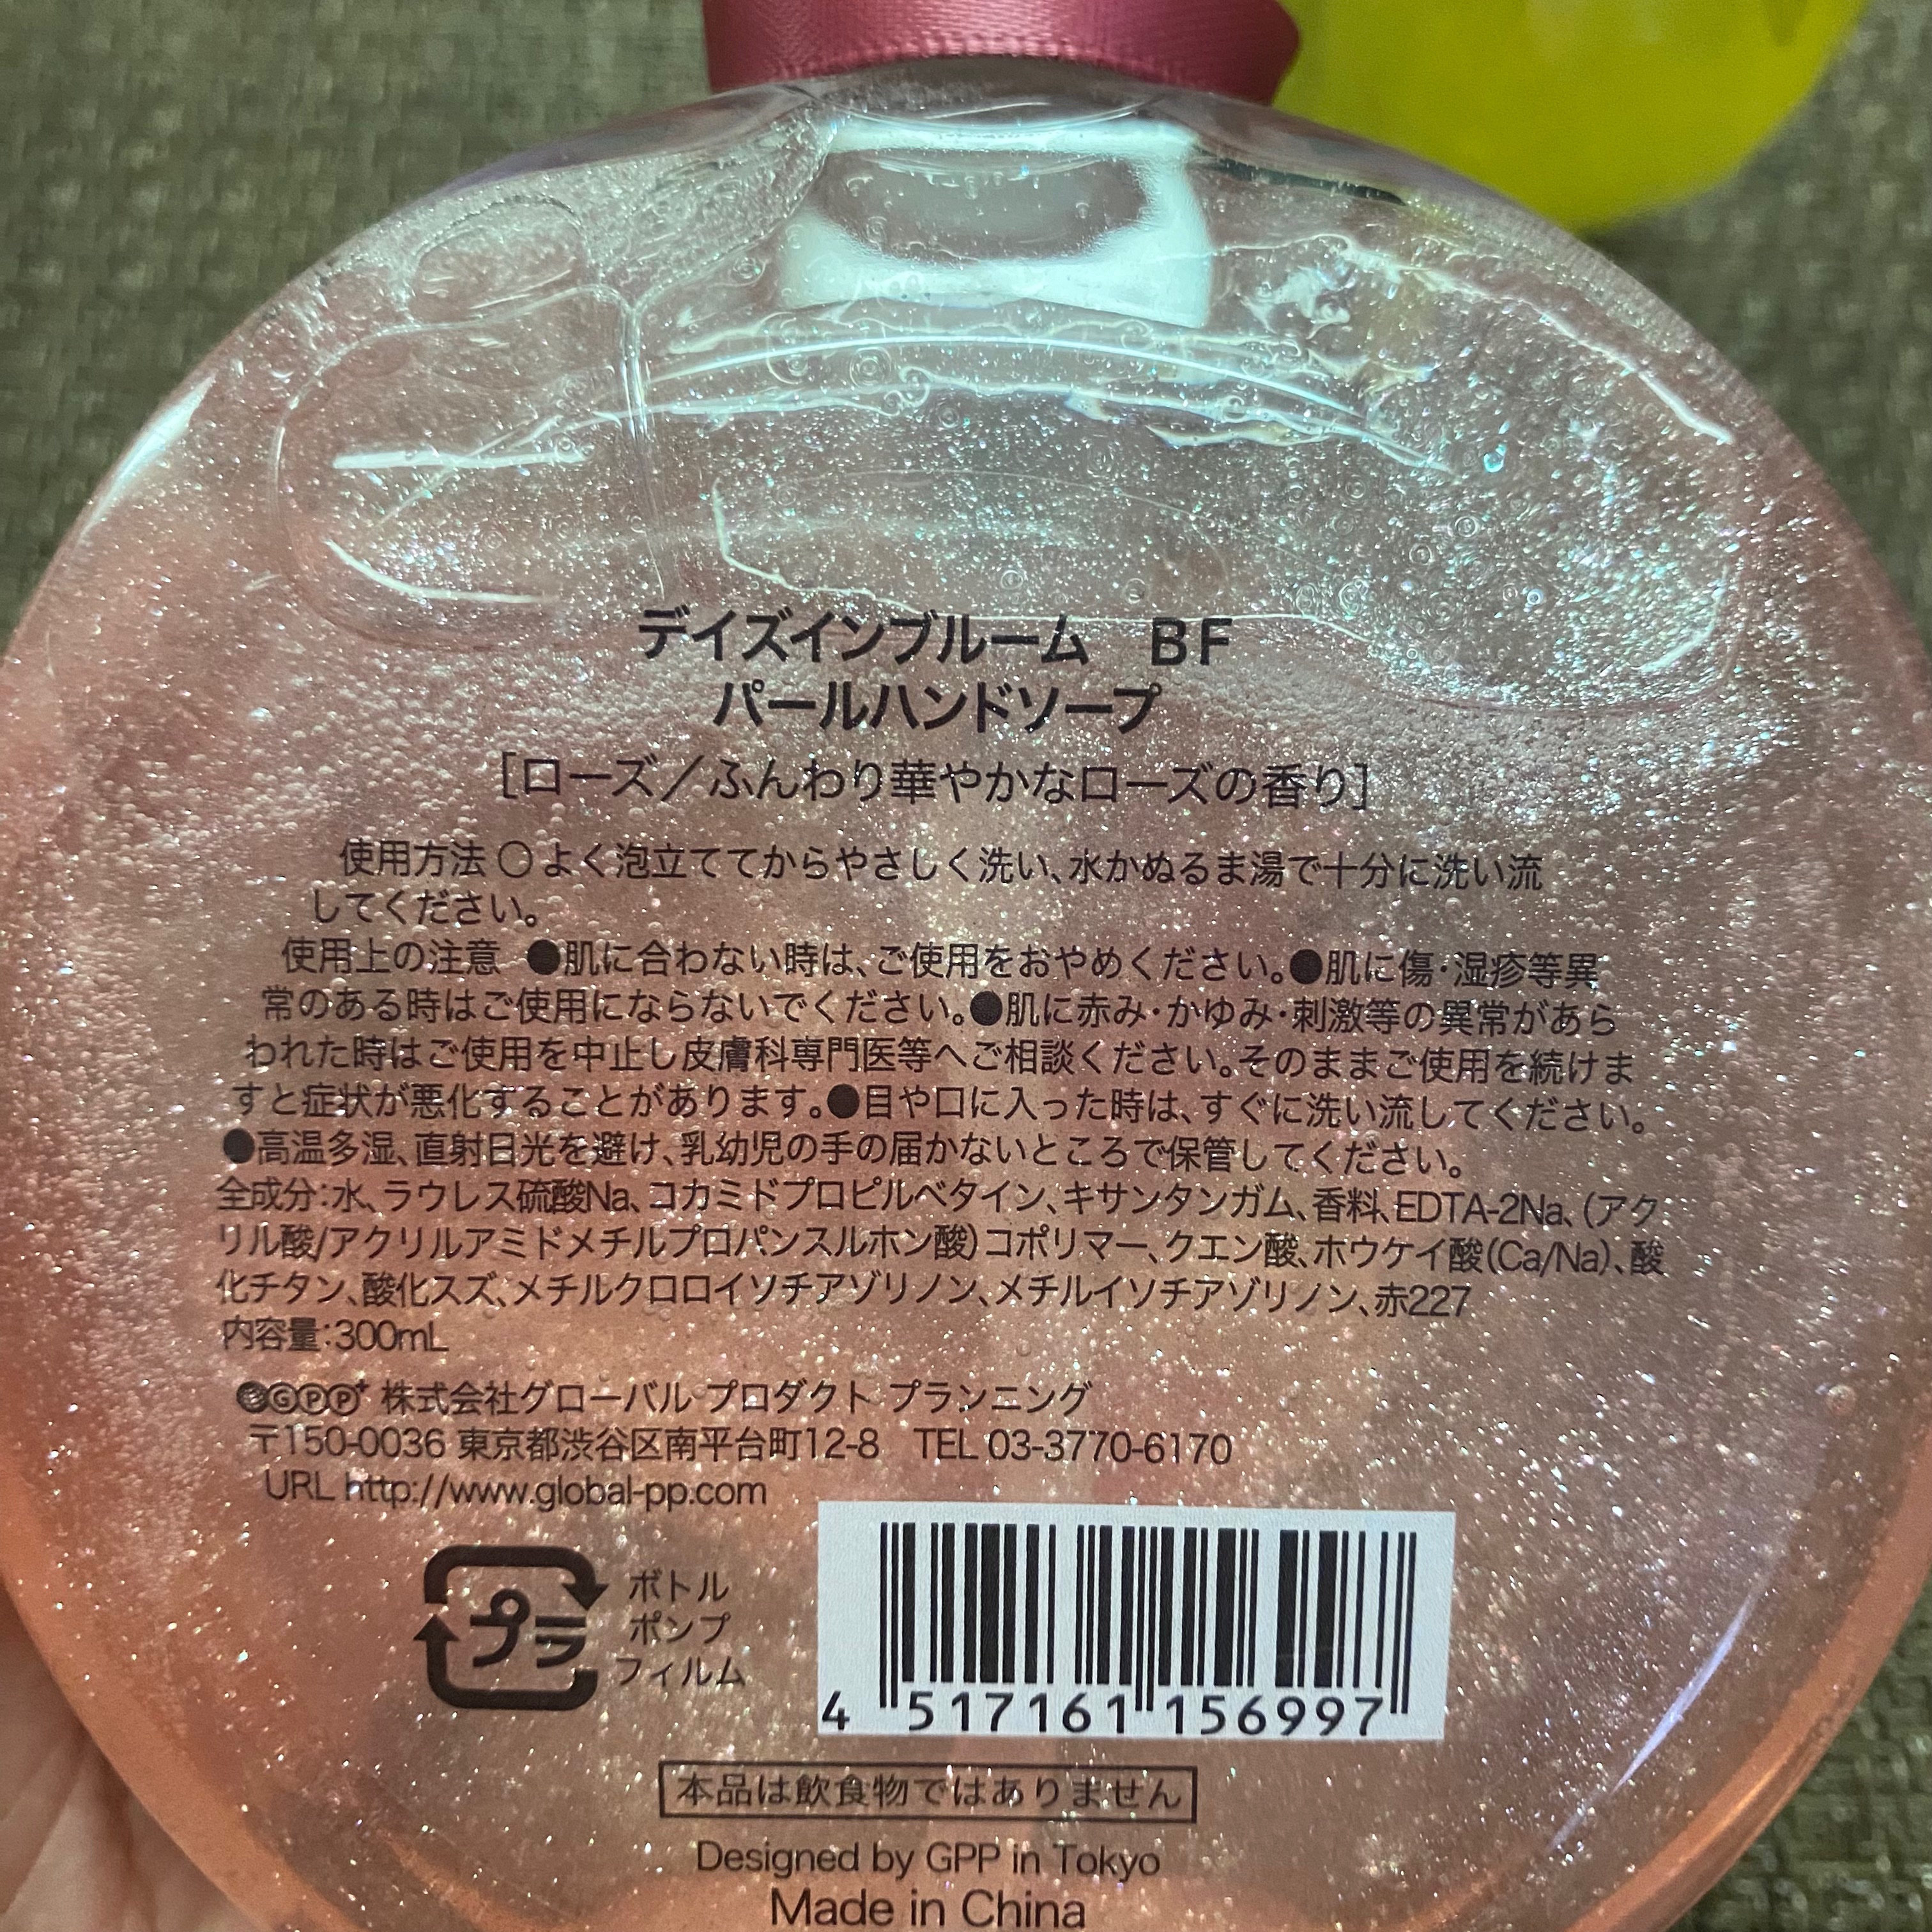 デイズインブルーム　BF
パールハンドソープ
［ローズ／ふんわり華やかなローズの香り］
使用方法 〇よく泡立ててからやさしく洗い、水かぬるま湯で十分に洗い流
してください。
使用上の注意 ●肌に合わない時は、ご使用をおやめください。●肌に傷・湿疹等異
常のある時はご使用にならないでください。●肌に赤み・かゆみ・刺激等の異常があら
われた時はご使用を中止し皮膚科専門医等へご相談ください。そのままご使用を続けま
すと症状が悪化することがあります。●目や口に入った時は、すぐに洗い流してください。
●高温多湿、直射日光を避け、乳幼児の手の届かないところで保管してください。
全成分：水、ラウレス硫酸Na、コカミドプロピルベタイン、キサンタンガム、香料、EDTA-2Na、（アク
リル酸/アクリルアミドメチルプロパンスルホン酸）コポリマー、クエン酸、ホウケイ酸（Ca/Na）、酸
化チタン、酸化スズ、メチルクロロイソチアゾリノン、メチルイソチアゾリノン、赤227
内容量：300mL
GPP+ 株式会社グローバル プロダクト プランニング
〒150-0036 東京都渋谷区南平台町12-8　TEL 03-3770-6170
URL http://www.global-pp.com
プラ
ボトル
ポンプ
フィルム
4 517161 156997
本品は飲食物ではありません
Designed by GPP in Tokyo
Made in China